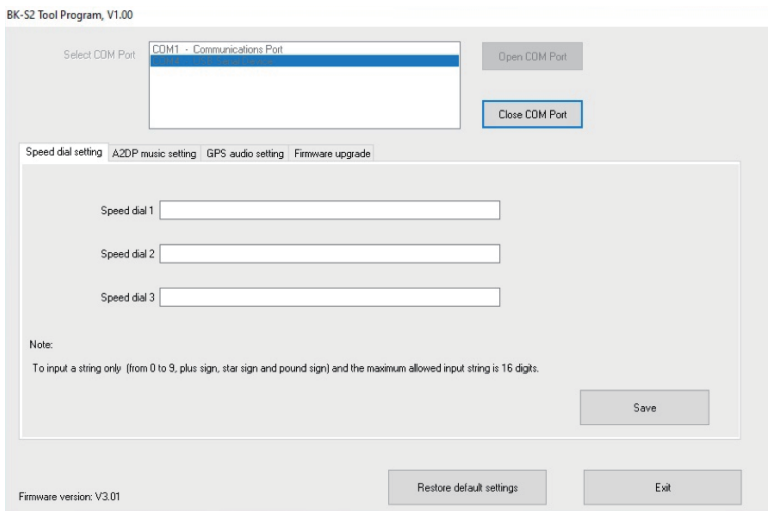 BK-S2 Tool Program, V1.00
Select COM Port
COM1 - Communications Port
Open COM Port
Close COM Port
Speed dial setting A2DP music setting GPS audio setting Firmware upgrade
Speed dial 1
Speed dial 2
Speed dial 3
Note:
To input a string only (from 0 to 9, plus sign, star sign and pound sign) and the maximum allowed input string is 16 digits.
Save
Restore default settings
Exit
Firmware version: V3.01